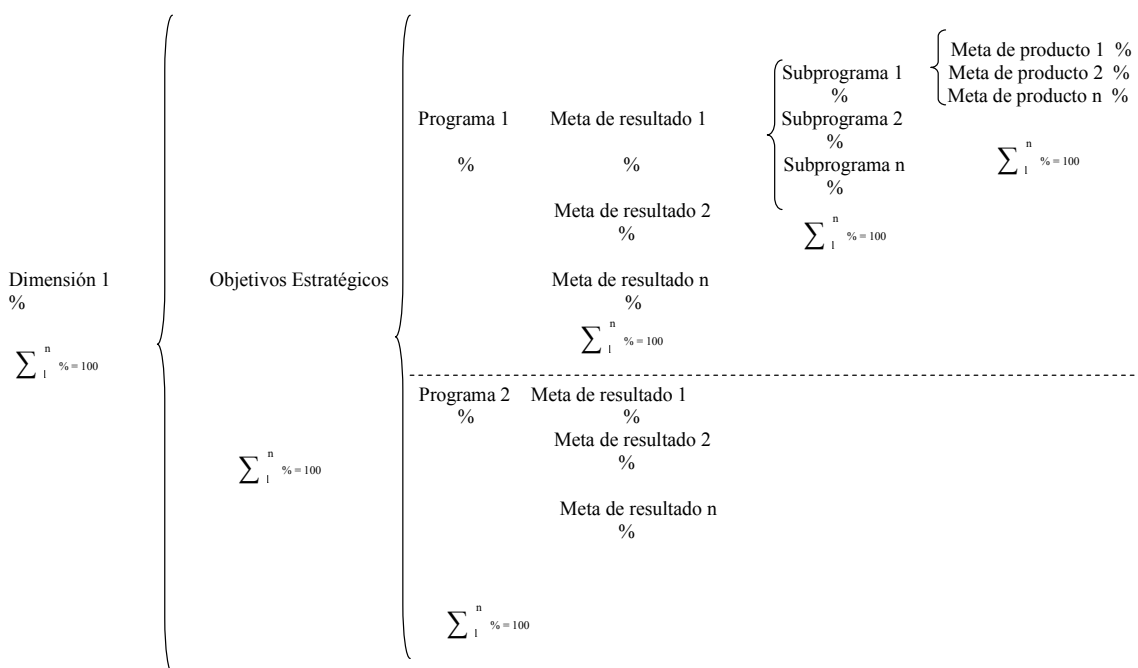 Meta de producto 1 %
Subprograma 1 Meta de producto 2 %
% Meta de producto n %
Programa 1 Meta de resultado 1 Subprograma 2
%
% % Subprograma n ∑ n 1 % = 100
%
Meta de resultado 2
% ∑ n 1 % = 100
Dimensión 1 Objetivos Estratégicos Meta de resultado n
% %
∑ n 1 % = 100
∑ n 1 % = 100
Programa 2 Meta de resultado 1
% %
Meta de resultado 2
∑ n 1 % = 100 %
Meta de resultado n
%
∑ n 1 % = 100